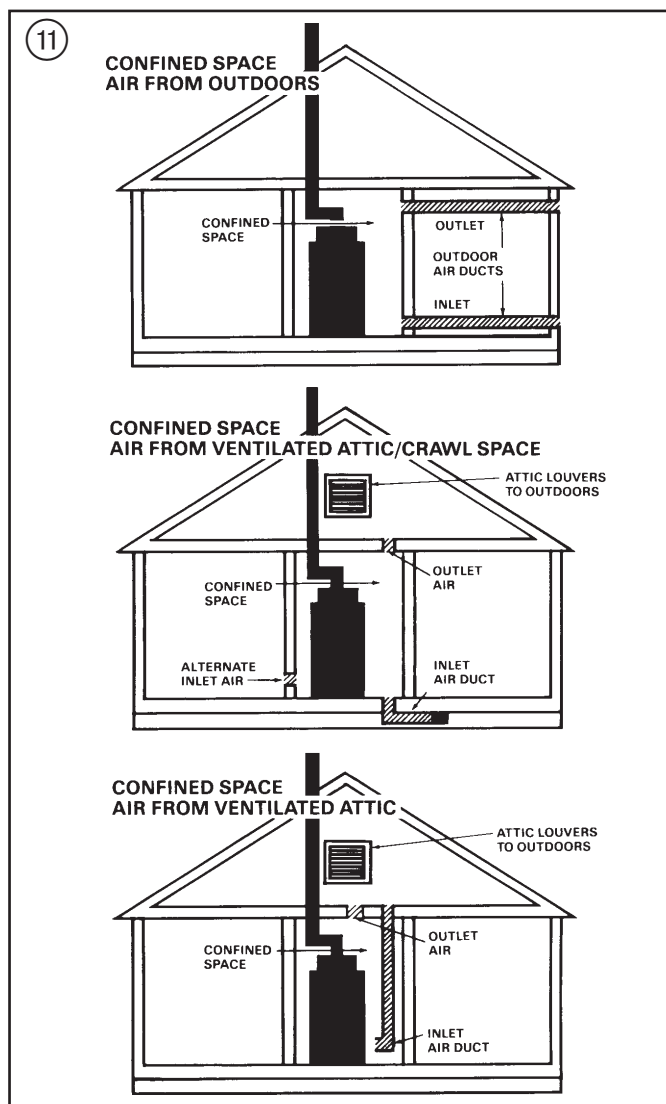 11
CONFINED SPACE
AIR FROM OUTDOORS
CONFINED
SPACE
OUTLET
OUTDOOR
AIR DUCTS
INLET
CONFINED SPACE
AIR FROM VENTILATED ATTIC/CRAWL SPACE
ATTIC LOUVERS
TO OUTDOORS
OUTLET
AIR
CONFINED
SPACE
ALTERNATE
INLET AIR
INLET
AIR DUCT
CONFINED SPACE
AIR FROM VENTILATED ATTIC
ATTIC LOUVERS
TO OUTDOORS
OUTLET
AIR
CONFINED
SPACE
INLET
AIR DUCT